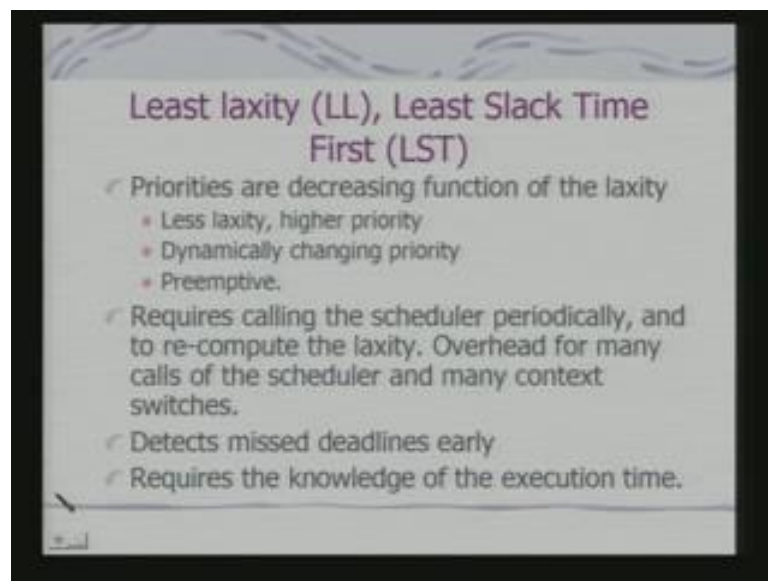 Least laxity (LL), Least Slack Time
First (LST)
Priorities are decreasing function of the laxity
Less laxity, higher priority
Dynamically changing priority
Preemptive.
Requires calling the scheduler periodically, and
to re-compute the laxity. Overhead for many
calls of the scheduler and many context
switches.
Detects missed deadlines early
Requires the knowledge of the execution time.